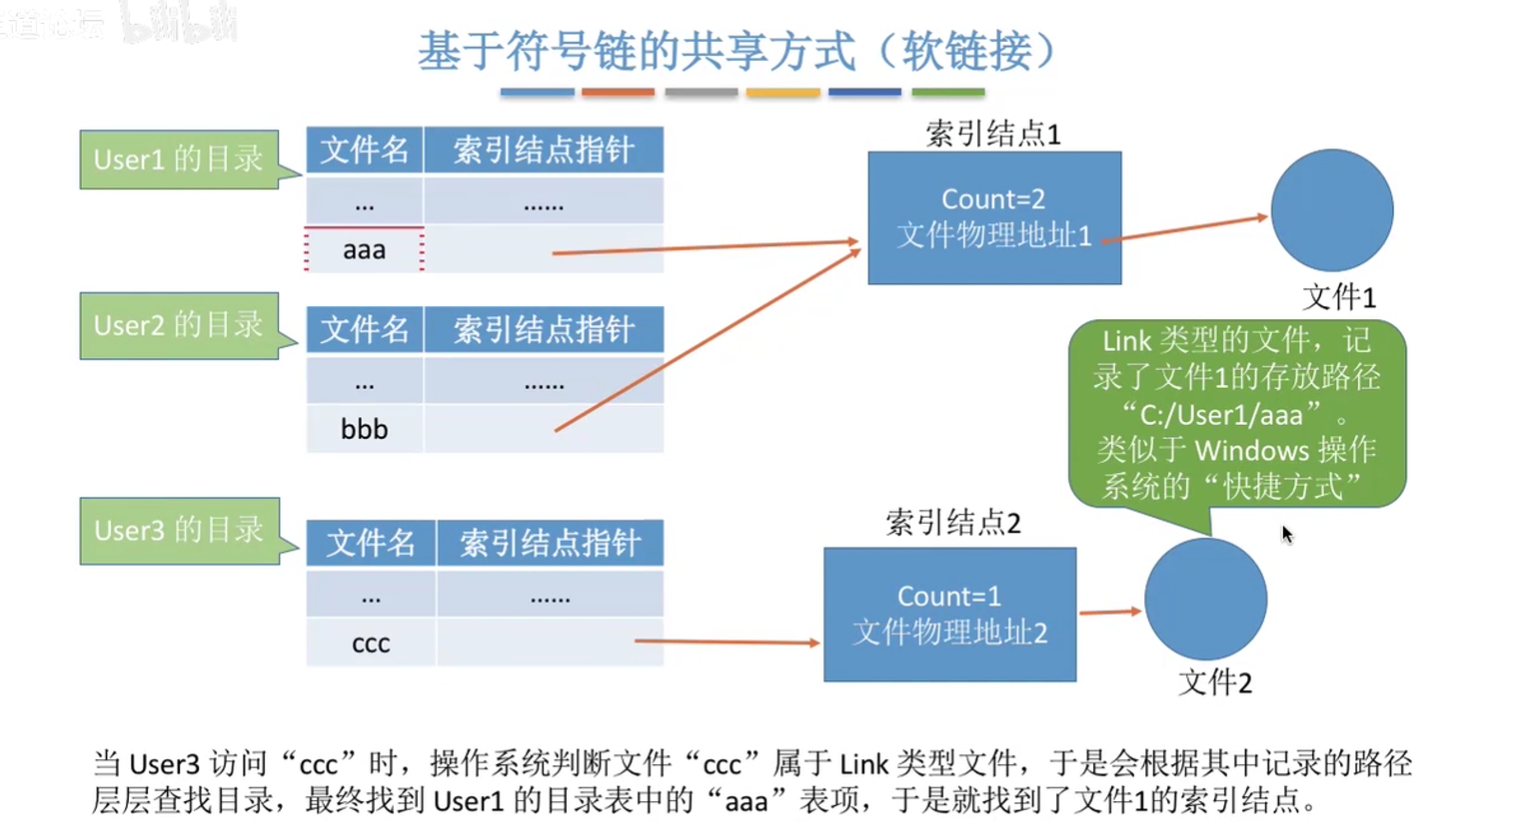 道论坛 bilibili
基于符号链的共享方式（软链接）
User1 的目录
文件名 索引结点指针
... ......
aaa
索引结点1
Count=2
文件物理地址1
文件1
User2 的目录
文件名 索引结点指针
... ......
bbb
Link 类型的文件，记
录了文件1的存放路径
“C:/User1/aaa”。
类似于 Windows 操作
系统的“快捷方式”
User3 的目录
文件名 索引结点指针
... ......
ccc
索引结点2
Count=1
文件物理地址2
文件2
当 User3 访问“ccc”时，操作系统判断文件“ccc”属于 Link 类型文件，于是会根据其中记录的路径
层层查找目录，最终找到 User1 的目录表中的“aaa”表项，于是就找到了文件1的索引结点。